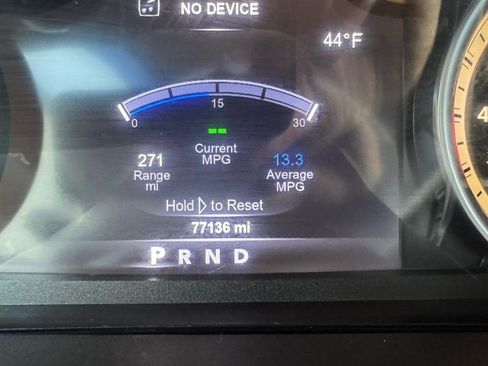 NO DEVICE
44°F
0 15 30
--
Current
MPG
271
Range
mi
13.3
Average
MPG
Hold ▷ to Reset
77136 mi
P R N D
4